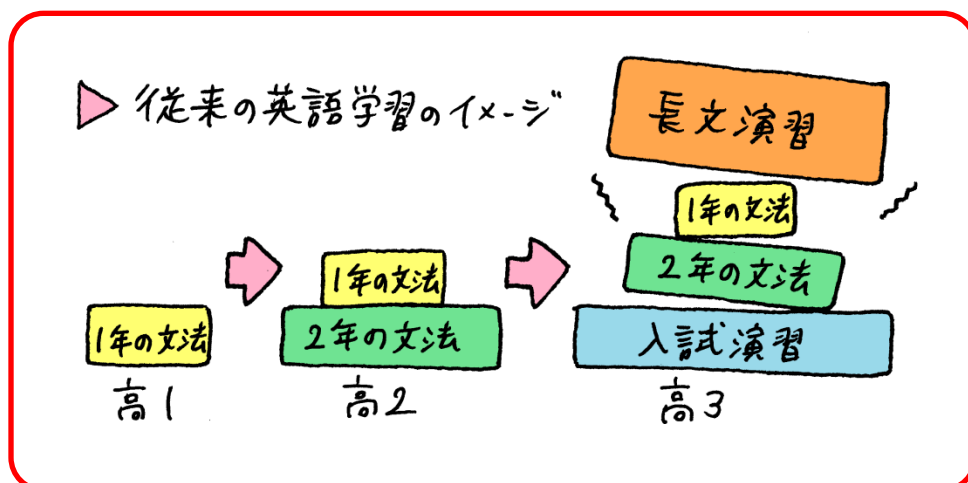 従来の英語学習のイメージ
長文演習
1年の文法
2年の文法
入試演習
1年の文法
2年の文法
1年の文法
高1
高2
高3